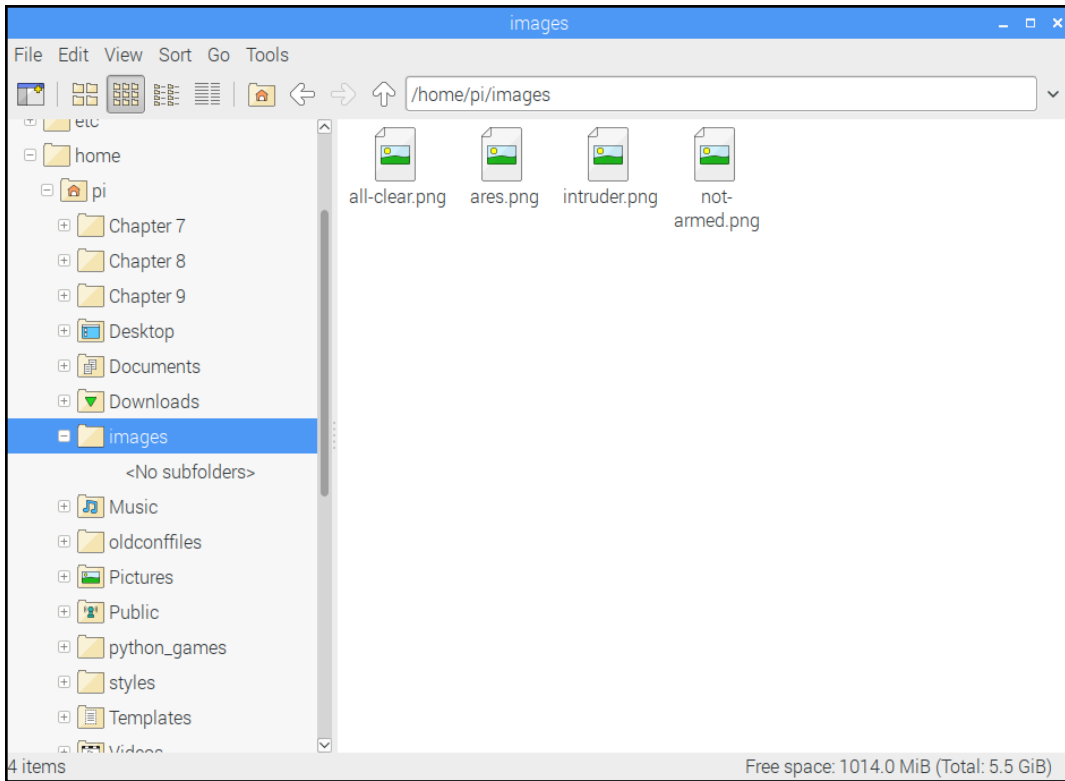 images
File Edit View Sort Go Tools
/home/pi/images
etc
home
pi
Chapter 7
Chapter 8
Chapter 9
Desktop
Documents
Downloads
images
<No subfolders>
Music
oldconffiles
Pictures
Public
python_games
styles
Templates
Videos
all-clear.png ares.png intruder.png not-
armed.png
4 items Free space: 1014.0 MiB (Total: 5.5 GiB)